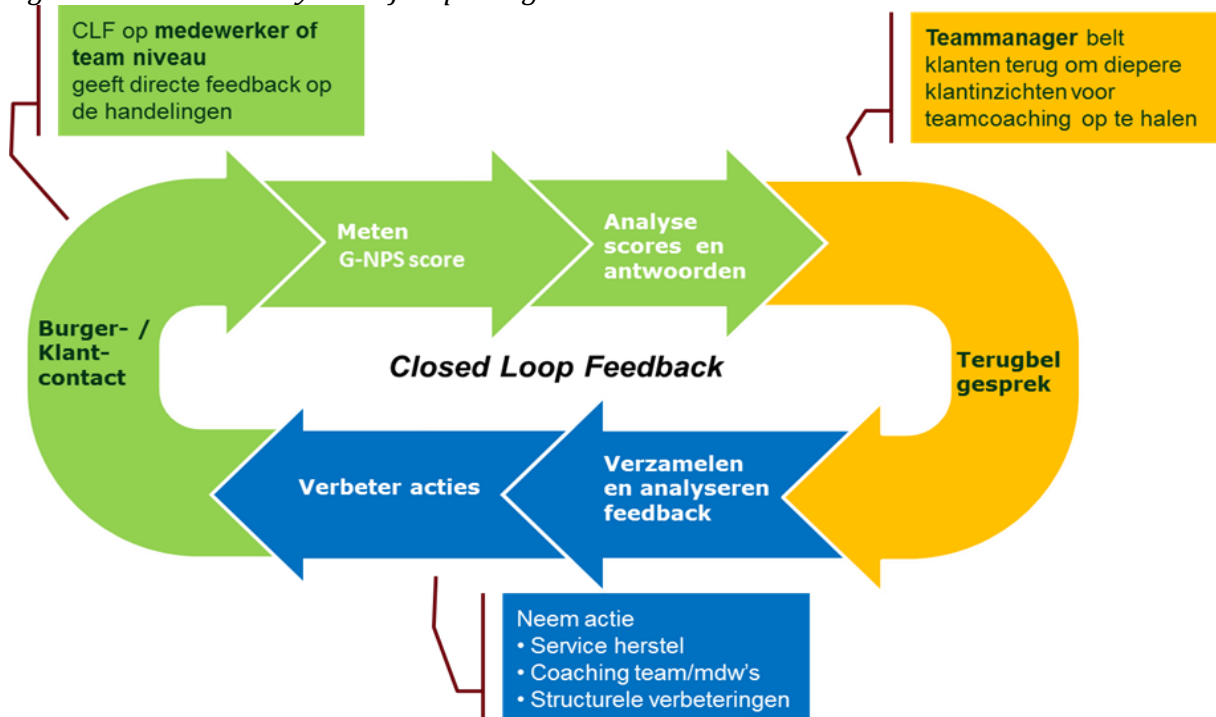 CLF op medewerker of
team niveau
geeft directe feedback op
de handelingen
Teammanager belt
klanten terug om diepere
klantinzichten voor
teamcoaching op te halen
Meten
G-NPS score
Analyse
scores en
antwoorden
Burger- /
Klant-
contact
Closed Loop Feedback
Terugbel
gesprek
Verbeter acties
Verzamelen
en analyseren
feedback
Neem actie
• Service herstel
• Coaching team/mdw's
• Structurele verbeteringen